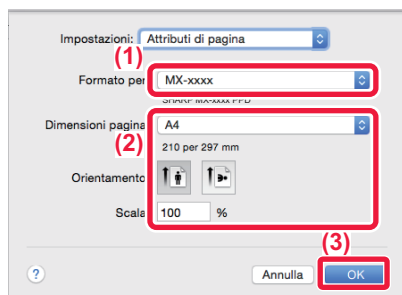 Impostazioni: Attributi di pagina
(1)
Formato per MX-xxxx
SHARP MX-xxxx PPD
Dimensioni pagina A4
(2)
210 per 297 mm
Orientamento
Scala 100 %
(3)
? Annulla OK